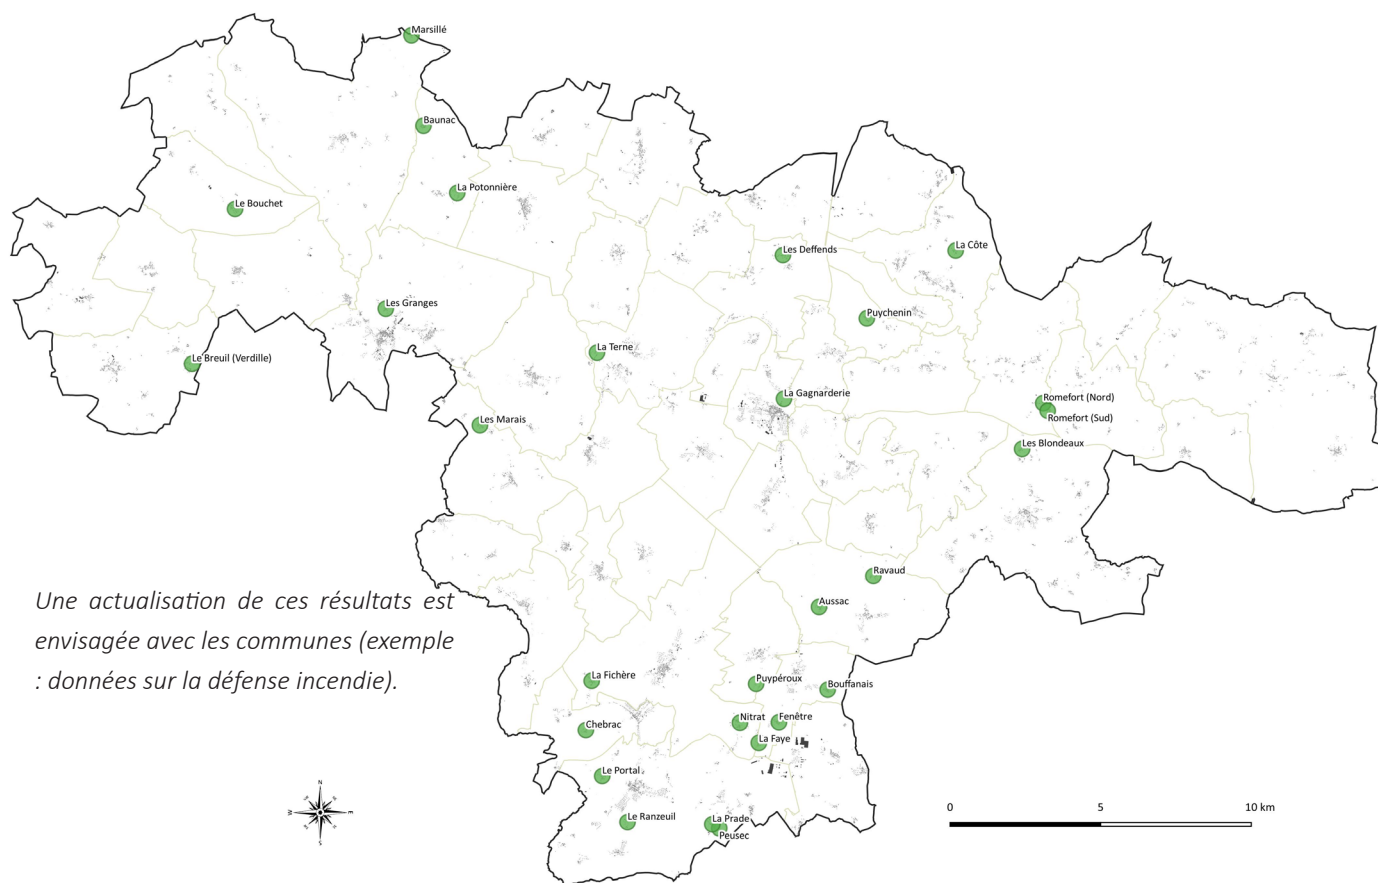 Marsillé
Baunac
La Potonnière
Le Bouchet
Les Deffends
La Côte
Les Granges
Puychenin
La Terne
Le Breuil (Verdille)
La Gagnarderie
Romefort (Nord)
Romefort (Sud)
Les Marais
Les Blondeaux
Ravaud
Une actualisation de ces résultats est
envisagée avec les communes (exemple
: données sur la défense incendie).
Aussac
La Fichère
Puypéroux
Bouffanais
Chebrac
Nitrat
Fenêtre
La Faye
Le Portal
Le Ranzeuil
La Prade
Peusec
N
W
E
S
0 5 10 km